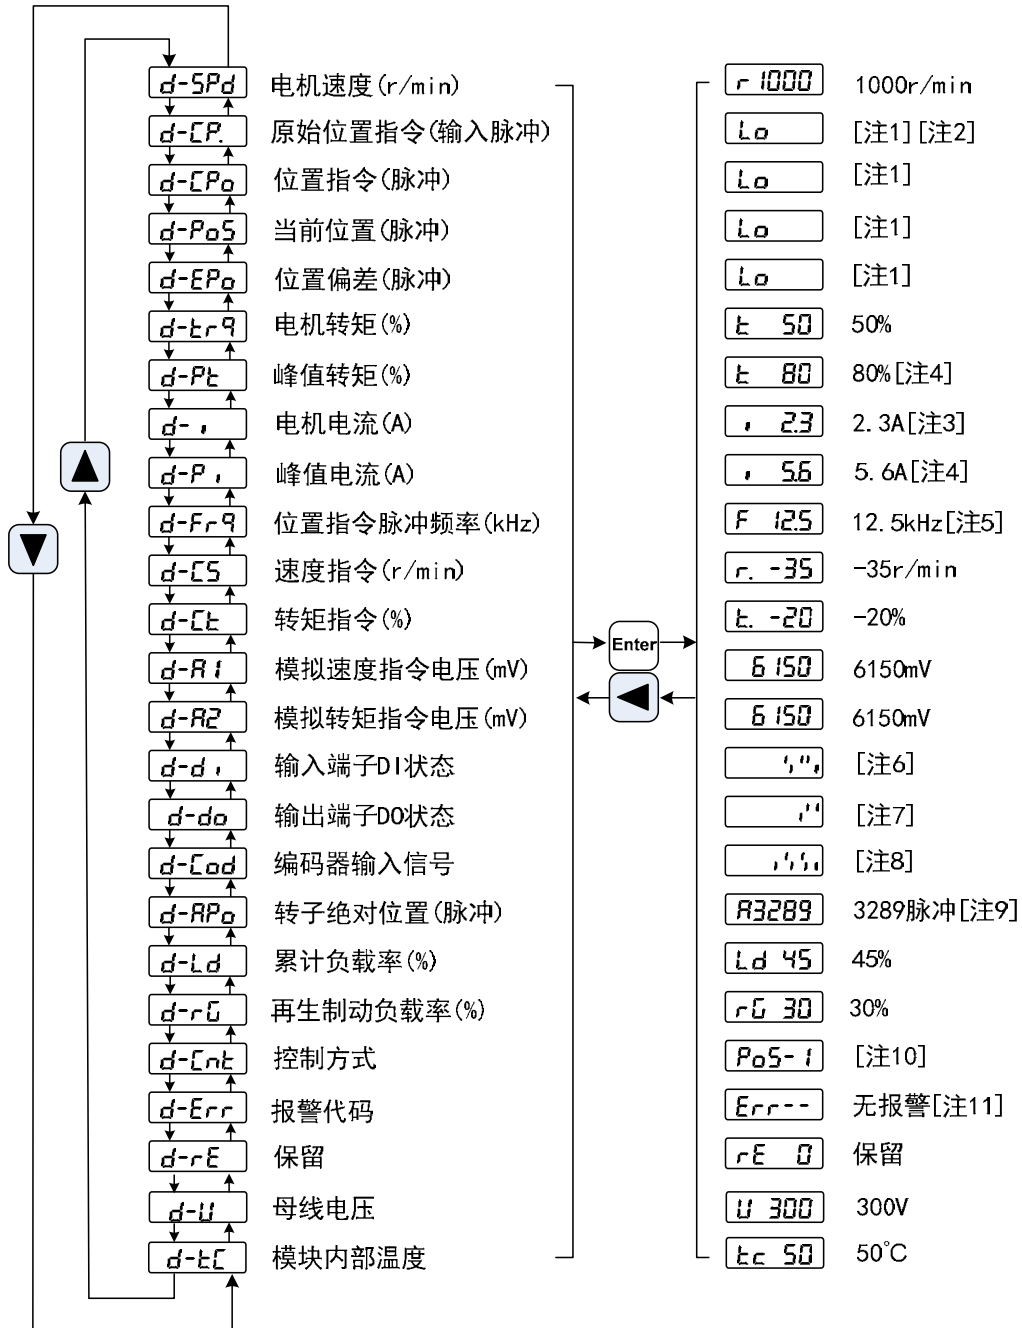 d-SPd 电机速度(r/min) r 1000 1000r/min
d-CP. 原始位置指令(输入脉冲) Lo [注1][注2]
d-CPo 位置指令(脉冲) Lo [注1]
d-PoS 当前位置(脉冲) Lo [注1]
d-EPo 位置偏差(脉冲) Lo [注1]
d-trq 电机转矩(%) t 50 50%
d-Pt 峰值转矩(%) t 80 80%[注4]
d-i 电机电流(A) i 2.3 2.3A[注3]
d-Pi 峰值电流(A) i 5.6 5.6A[注4]
d-Frq 位置指令脉冲频率(kHz) F 12.5 12.5kHz[注5]
d-CS 速度指令(r/min) r. -35 -35r/min
d-Ct 转矩指令(%) t. -20 -20%
Enter
d-A1 模拟速度指令电压(mV) 6150 6150mV
d-A2 模拟转矩指令电压(mV) 6150 6150mV
d-di 输入端子DI状态 [注6]
d-do 输出端子DO状态 [注7]
d-Cod 编码器输入信号 [注8]
d-APo 转子绝对位置(脉冲) A3289 3289脉冲[注9]
d-Ld 累计负载率(%) Ld 45 45%
d-rG 再生制动负载率(%) rG 30 30%
d-Cnt 控制方式 PoS-1 [注10]
d-Err 报警代码 Err-- 无报警[注11]
d-rE 保留 rE 0 保留
d-U 母线电压 U 300 300V
d-tC 模块内部温度 tc 50 50℃